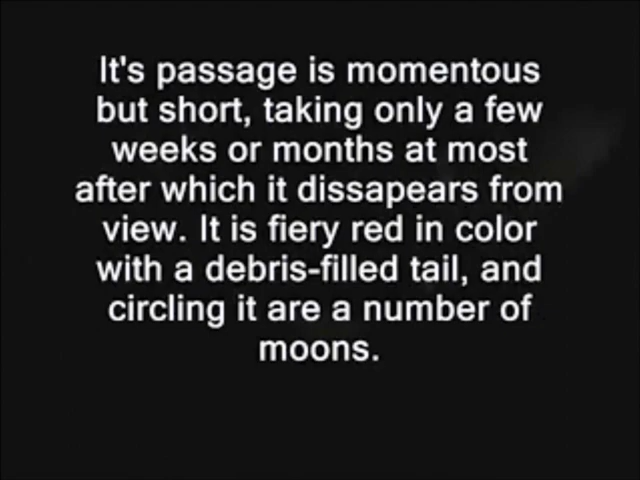 It's passage is momentous
but short, taking only a few
weeks or months at most
after which it dissapears from
view. It is fiery red in color
with a debris-filled tail, and
circling it are a number of
moons.